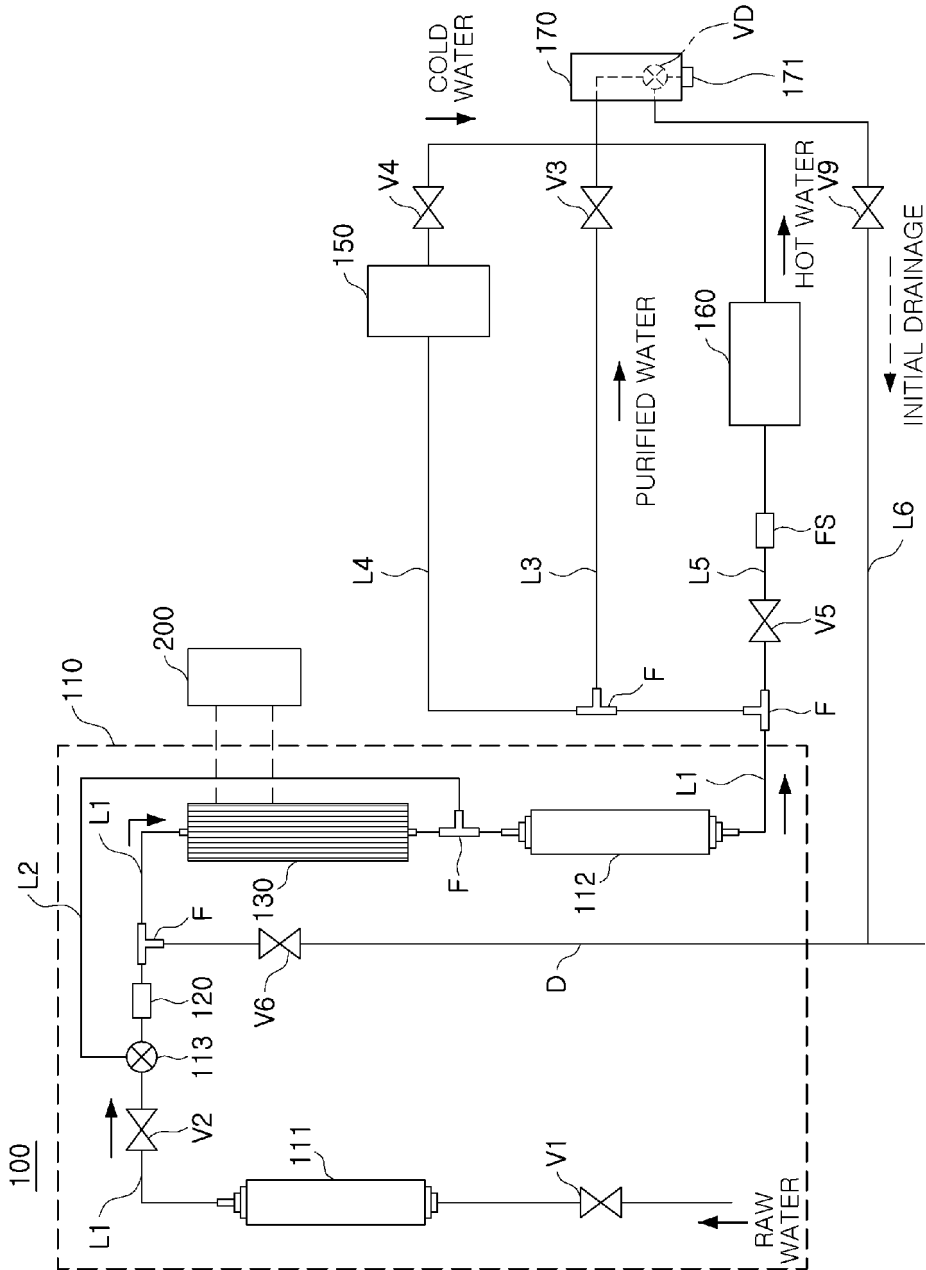 100
110
L2
L1
L1
V2
113
120
F
V6
130
200
111
V1
RAW
WATER
D
F
112
L1
F
F
L4
L3
L5
V5
FS
150
160
V4
V3
V9
COLD
WATER
PURIFIED WATER
HOT WATER
170
VD
171
L6
INITIAL DRAINAGE